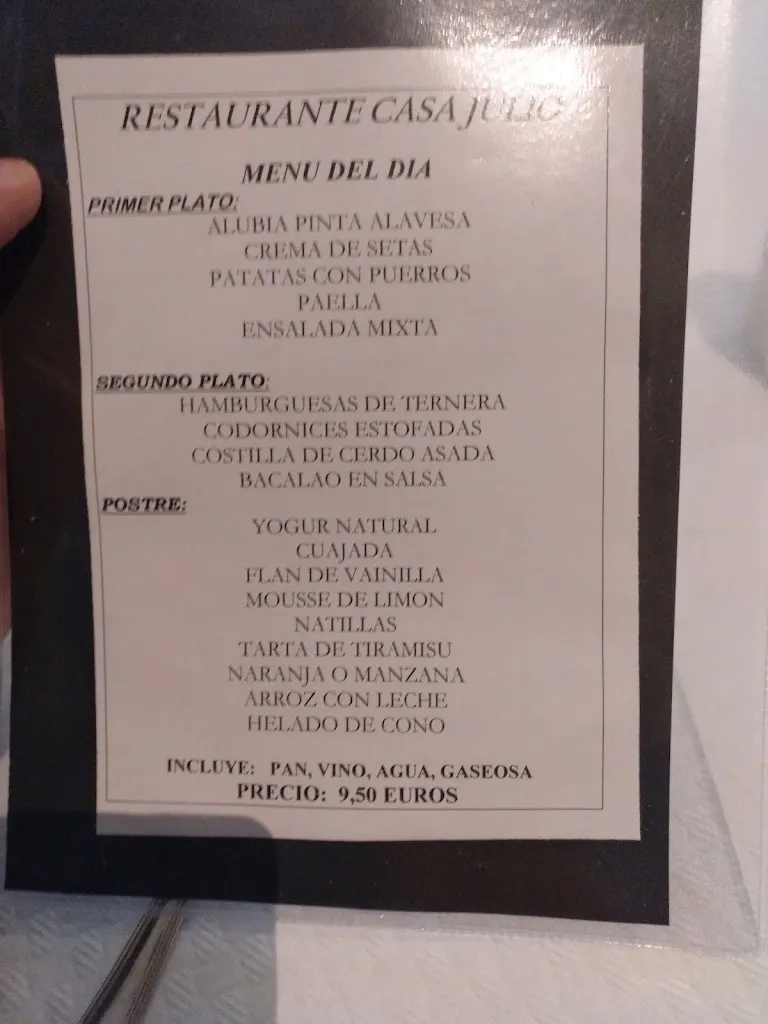 RESTAURANTE CASA JULIO
MENU DEL DIA
PRIMER PLATO:
ALUBIA PINTA ALAVESA
CREMA DE SETAS
PATATAS CON PUERROS
PAELLA
ENSALADA MIXTA
SEGUNDO PLATO:
HAMBURGUESAS DE TERNERA
CODORNICES ESTOFADAS
COSTILLA DE CERDO ASADA
BACALAO EN SALSA
POSTRE:
YOGUR NATURAL
CUAJADA
FLAN DE VAINILLA
MOUSSE DE LIMON
NATILLAS
TARTA DE TIRAMISU
NARANJA O MANZANA
ARROZ CON LECHE
HELADO DE CONO
INCLUYE: PAN, VINO, AGUA, GASEOSA
PRECIO: 9,50 EUROS